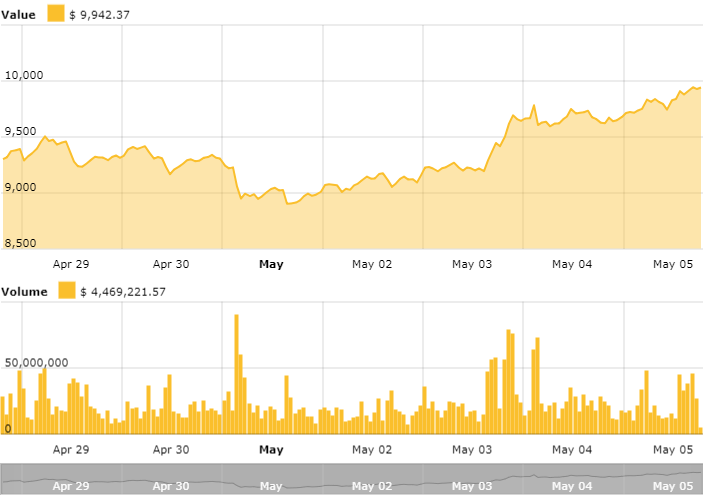 Value $ 9,942.37
10,000
9,500
9,000
8,500
Apr 29 Apr 30 May May 02 May 03 May 04 May 05
Volume $ 4,469,221.57
50,000,000
0
Apr 29 Apr 30 May May 02 May 03 May 04 May 05
Apr 29 Apr 30 May May 02 May 03 May 04 May 05